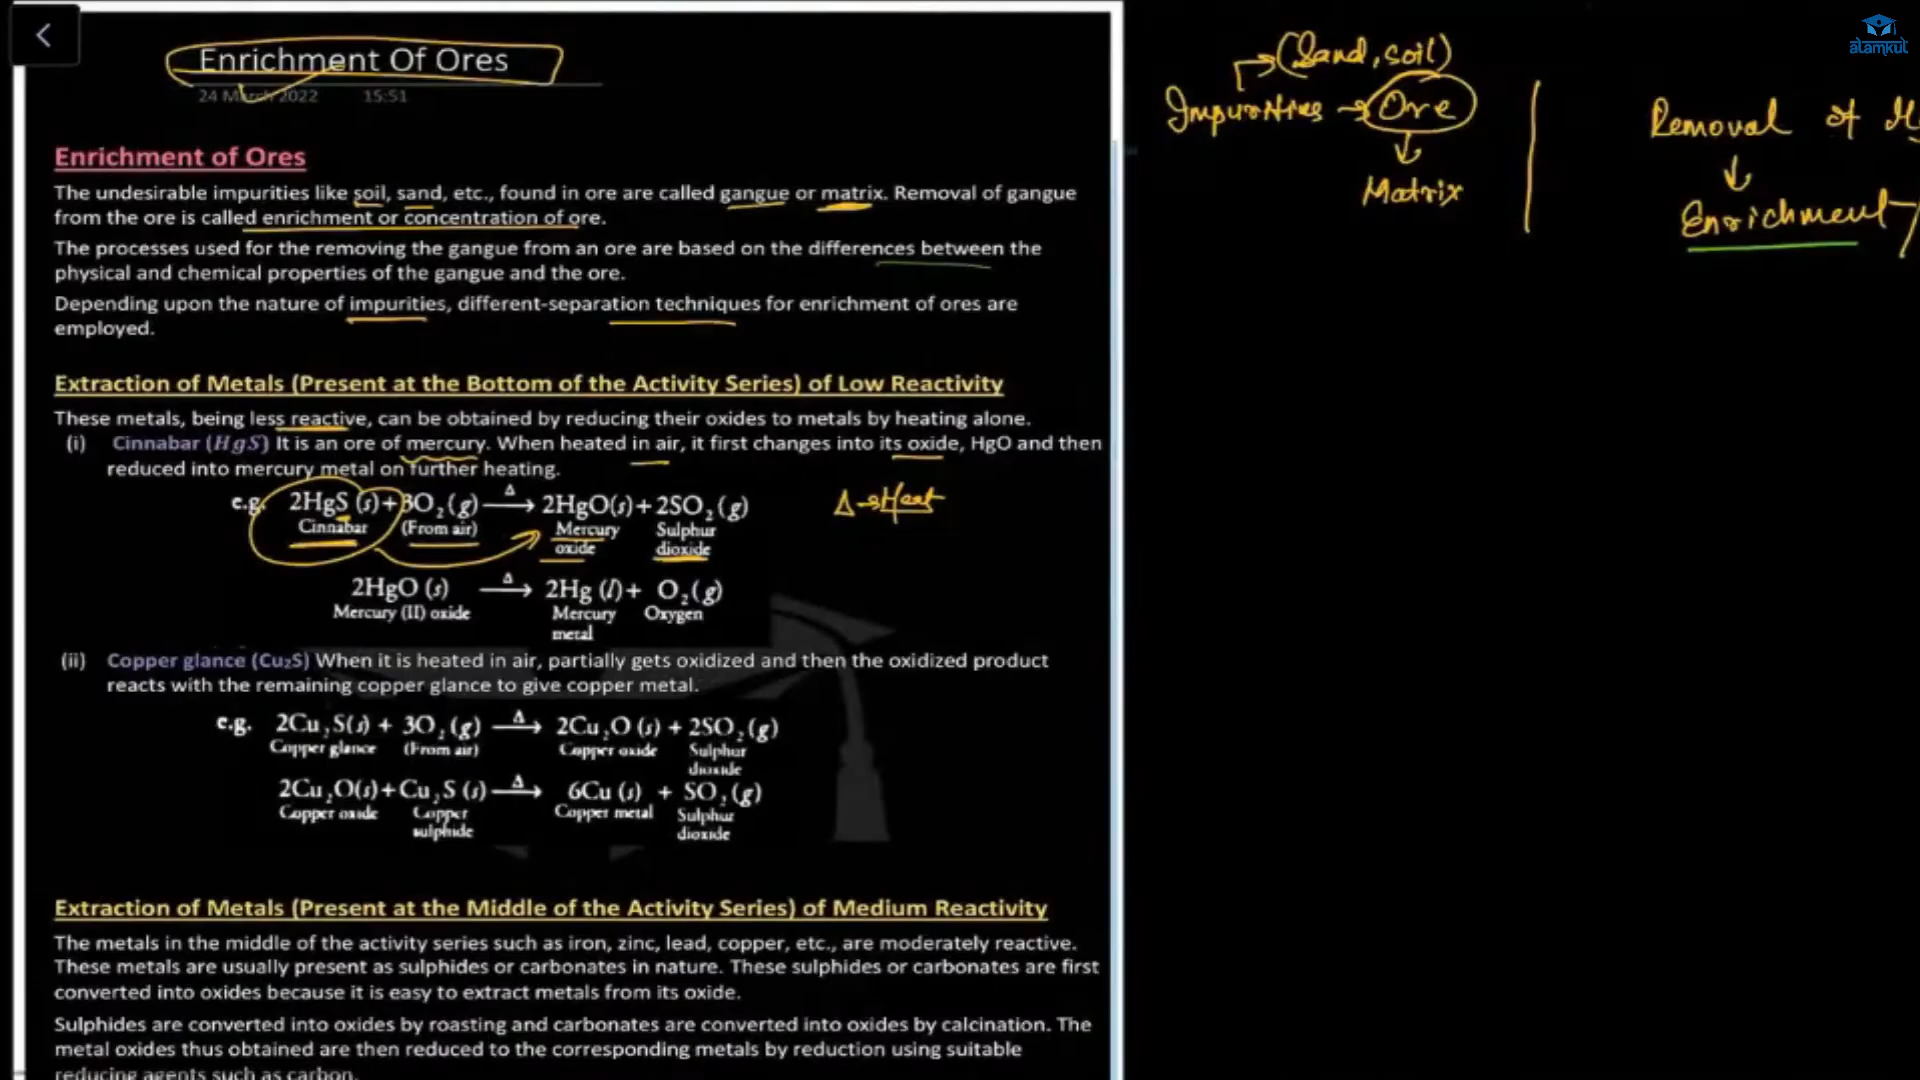 Enrichment Of Ores
24 March 2022 15:51
Enrichment of Ores
The undesirable impurities like soil, sand, etc., found in ore are called gangue or matrix. Removal of gangue
from the ore is called enrichment or concentration of ore.
The processes used for the removing the gangue from an ore are based on the differences between the
physical and chemical properties of the gangue and the ore.
Depending upon the nature of impurities, different-separation techniques for enrichment of ores are
employed.
Extraction of Metals (Present at the Bottom of the Activity Series) of Low Reactivity
These metals, being less reactive, can be obtained by reducing their oxides to metals by heating alone.
(i) Cinnabar (HgS) It is an ore of mercury. When heated in air, it first changes into its oxide, HgO and then
reduced into mercury metal on further heating.
e.g. 2HgS (s) + 3O₂ (g) —Δ→ 2HgO(s) + 2SO₂ (g)
Cinnabar (From air) Mercury Sulphur
oxide dioxide
2HgO (s) —Δ→ 2Hg (l) + O₂ (g)
Mercury (II) oxide Mercury Oxygen
metal
(ii) Copper glance (Cu₂S) When it is heated in air, partially gets oxidized and then the oxidized product
reacts with the remaining copper glance to give copper metal.
e.g. 2Cu₂S(s) + 3O₂ (g) —Δ→ 2Cu₂O (s) + 2SO₂ (g)
Copper glance (From air) Copper oxide Sulphur
dioxide
2Cu₂O(s) + Cu₂S (s) —Δ→ 6Cu (s) + SO₂ (g)
Copper oxide Copper Copper metal Sulphur
sulphide dioxide
Extraction of Metals (Present at the Middle of the Activity Series) of Medium Reactivity
The metals in the middle of the activity series such as iron, zinc, lead, copper, etc., are moderately reactive.
These metals are usually present as sulphides or carbonates in nature. These sulphides or carbonates are first
converted into oxides because it is easy to extract metals from its oxide.
Sulphides are converted into oxides by roasting and carbonates are converted into oxides by calcination. The
metal oxides thus obtained are then reduced to the corresponding metals by reduction using suitable
reducing agents such as carbon.
Δ → Heat
→ (Sand, soil)
Impurities → Ore
↓
Matrix
Removal of
↓
Enrichment /
alamkul